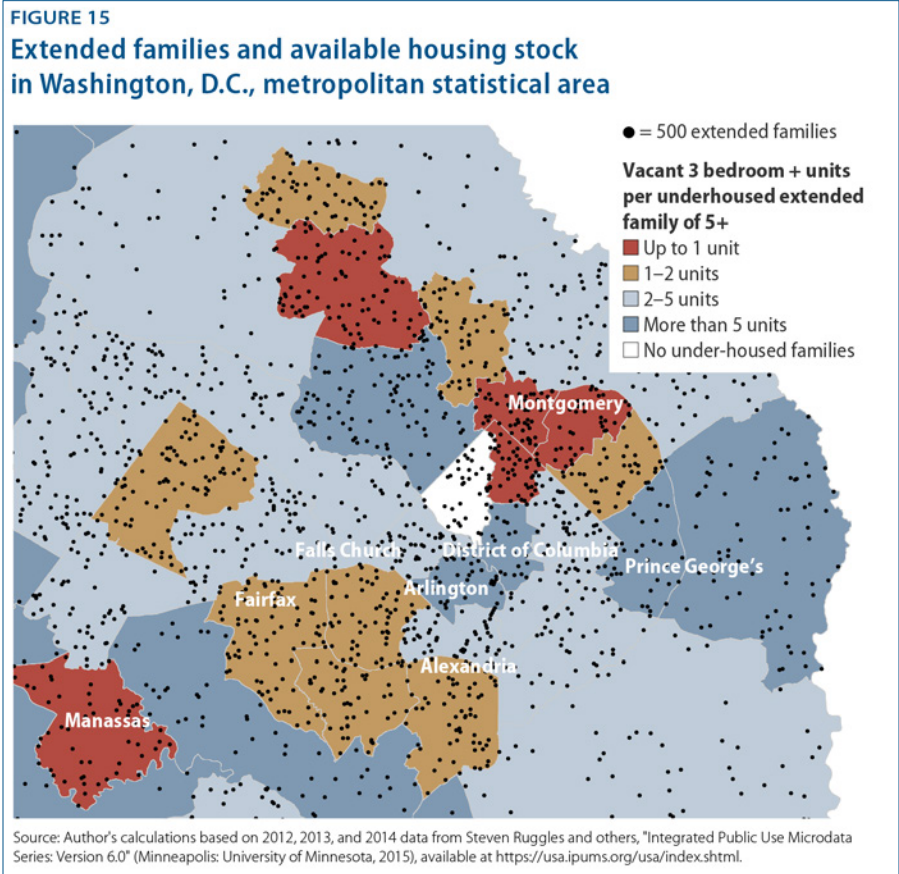 FIGURE 15
Extended families and available housing stock
in Washington, D.C., metropolitan statistical area
= 500 extended families
Vacant 3 bedroom + units
per underhoused extended
family of 5+
Up to 1 unit
1–2 units
2–5 units
More than 5 units
No under-housed families
Montgomery
Falls Church
District of Columbia
Prince George's
Arlington
Fairfax
Alexandria
Manassas
Source: Author's calculations based on 2012, 2013, and 2014 data from Steven Ruggles and others, "Integrated Public Use Microdata
Series: Version 6.0" (Minneapolis: University of Minnesota, 2015), available at https://usa.ipums.org/usa/index.shtml.